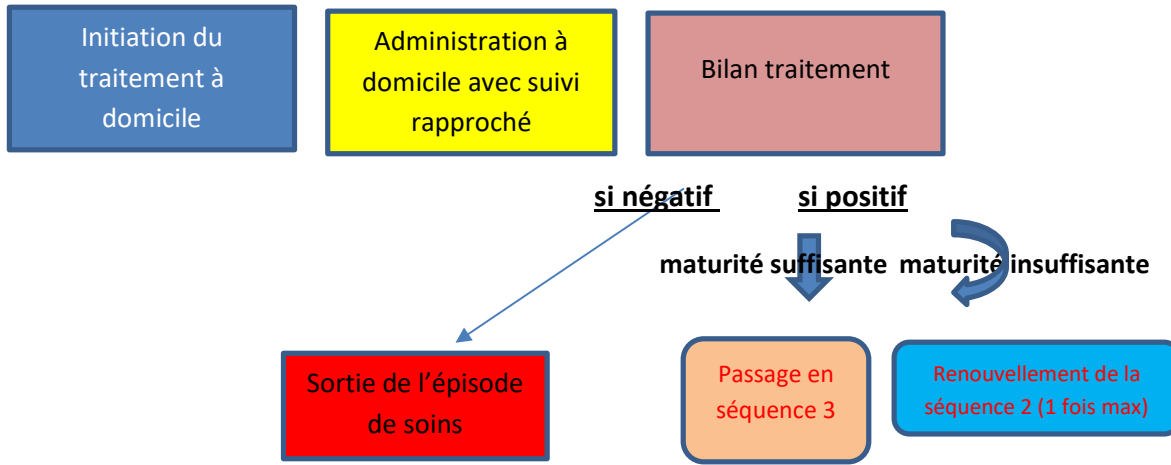 Initiation du
traitement à
domicile
Administration à
domicile avec suivi
rapproché
Bilan traitement
si négatif
si positif
maturité suffisante
maturité insuffisante
Sortie de l’épisode
de soins
Passage en
séquence 3
Renouvellement de la
séquence 2 (1 fois max)